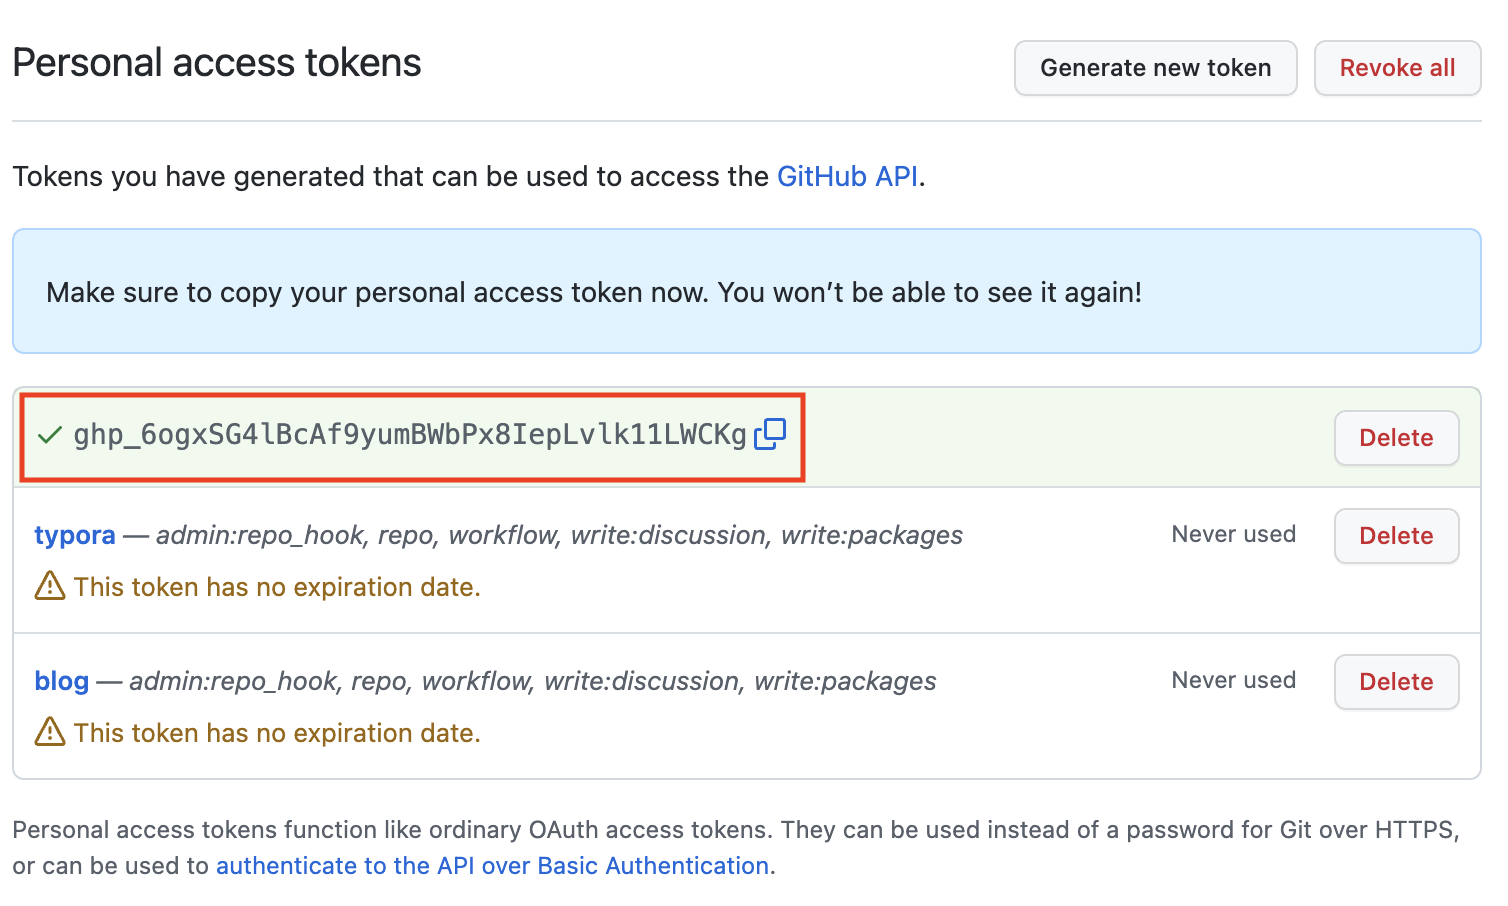 Personal access tokens
Generate new token
Revoke all
Tokens you have generated that can be used to access the GitHub API.
Make sure to copy your personal access token now. You won’t be able to see it again!
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
Delete
typora — admin:repo_hook, repo, workflow, write:discussion, write:packages
Never used
Delete
This token has no expiration date.
blog — admin:repo_hook, repo, workflow, write:discussion, write:packages
Never used
Delete
This token has no expiration date.
Personal access tokens function like ordinary OAuth access tokens. They can be used instead of a password for Git over HTTPS,
or can be used to authenticate to the API over Basic Authentication.